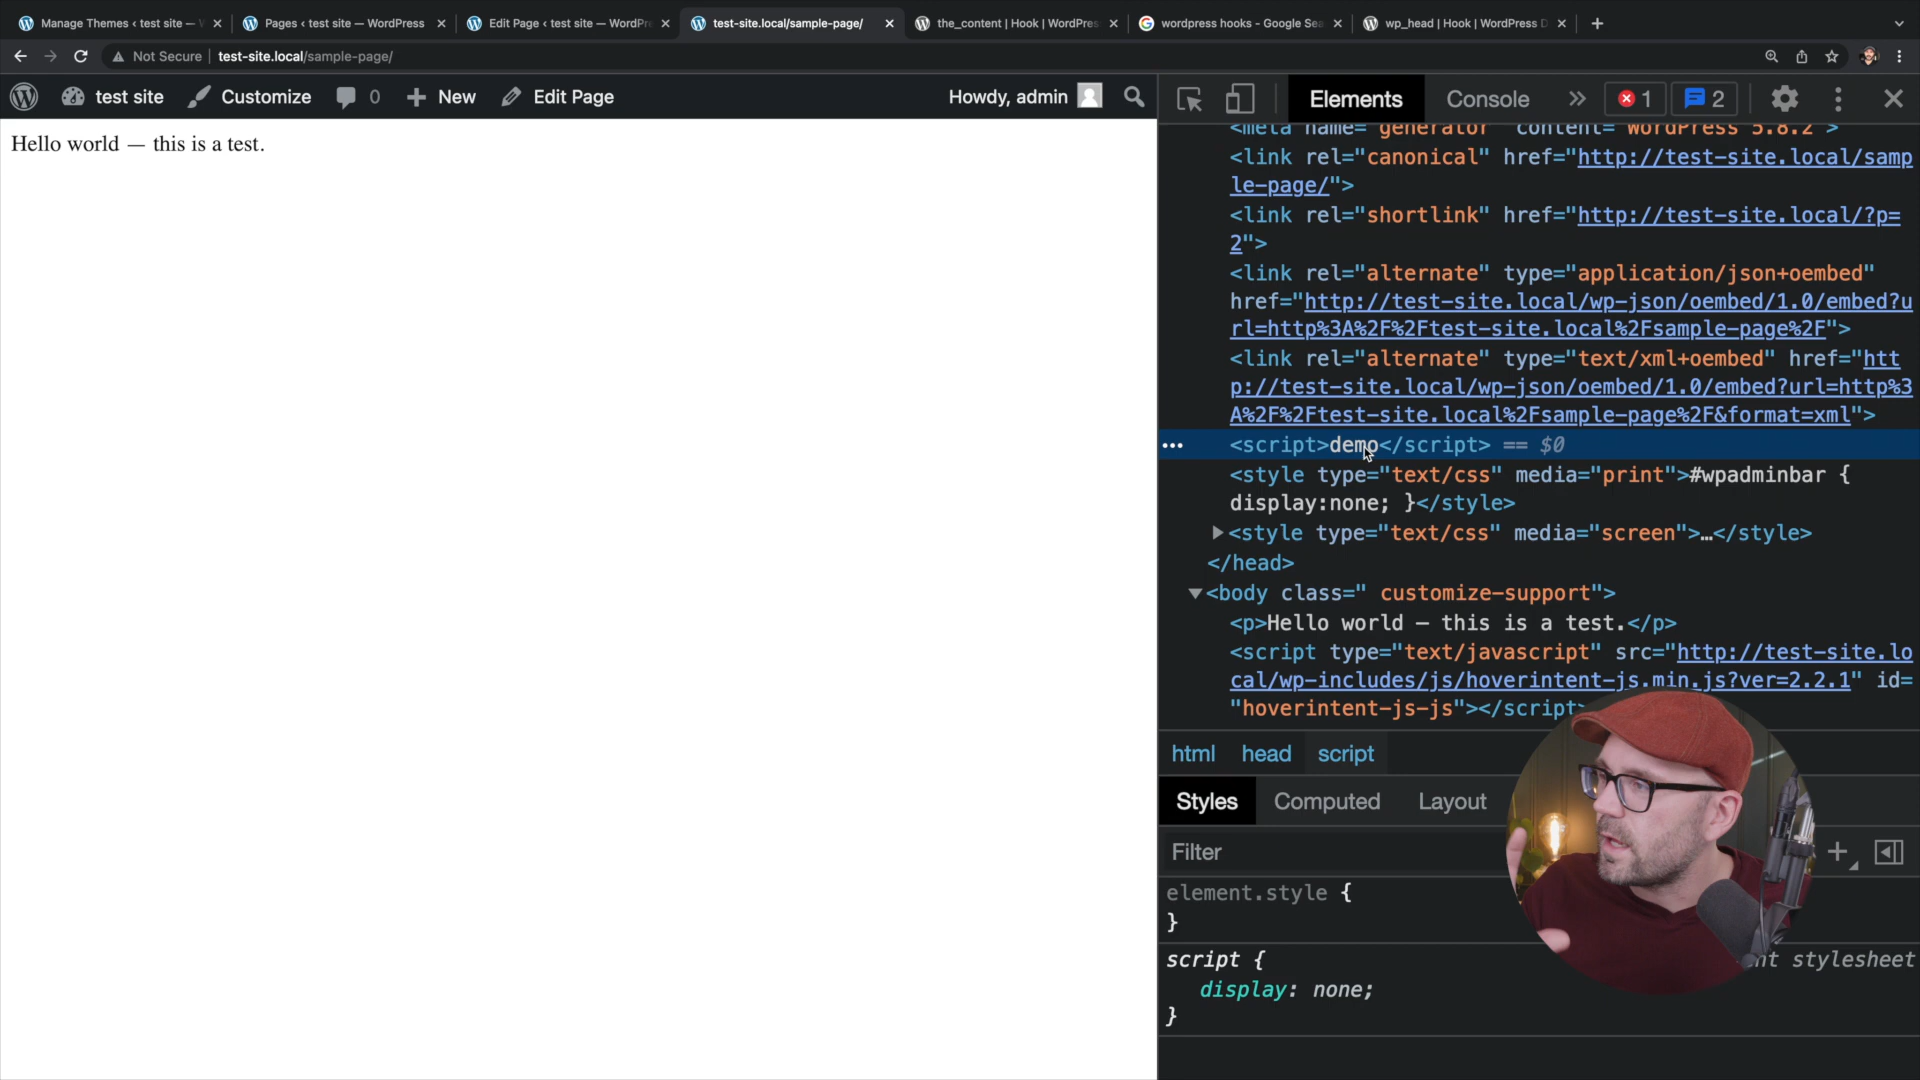 Manage Themes ‹ test site —
Pages ‹ test site — WordPress
Edit Page ‹ test site — WordPre
test-site.local/sample-page/
the_content | Hook | WordPres
wordpress hooks - Google Sea
wp_head | Hook | WordPress D
Not Secure
test-site.local/sample-page/
test site
Customize
0
New
Edit Page
Howdy, admin
Elements
Console
1
2
Hello world — this is a test.
<meta name="generator" content="WordPress 5.8.2">
<link rel="canonical" href="http://test-site.local/samp
le-page/">
<link rel="shortlink" href="http://test-site.local/?p=
2">
<link rel="alternate" type="application/json+oembed"
href="http://test-site.local/wp-json/oembed/1.0/embed?u
rl=http%3A%2F%2Ftest-site.local%2Fsample-page%2F">
<link rel="alternate" type="text/xml+oembed" href="htt
p://test-site.local/wp-json/oembed/1.0/embed?url=http%3
A%2F%2Ftest-site.local%2Fsample-page%2F&format=xml">
<script>demo</script> == $0
<style type="text/css" media="print">#wpadminbar {
display:none; }</style>
<style type="text/css" media="screen">…</style>
</head>
<body class=" customize-support">
<p>Hello world — this is a test.</p>
<script type="text/javascript" src="http://test-site.lo
cal/wp-includes/js/hoverintent-js.min.js?ver=2.2.1" id=
"hoverintent-js-js"></script>
html
head
script
Styles
Computed
Layout
Filter
element.style {
}
script {
stylesheet
display: none;
}